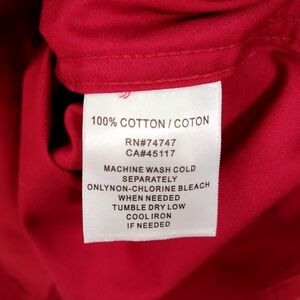 100% COTTON / COTON
RN#74747
CA#45117
MACHINE WASH COLD
SEPARATELY
ONLYNON-CHLORINE BLEACH
WHEN NEEDED
TUMBLE DRY LOW
COOL IRON
IF NEEDED